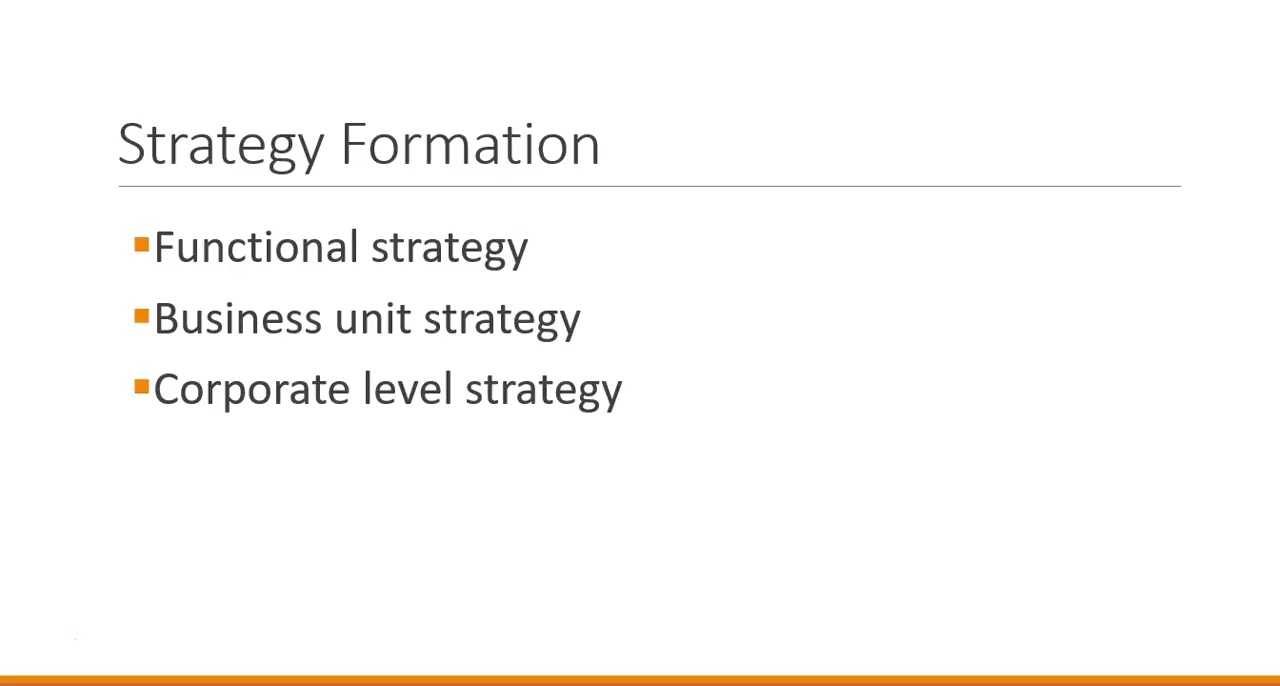 Strategy Formation
Functional strategy
Business unit strategy
Corporate level strategy